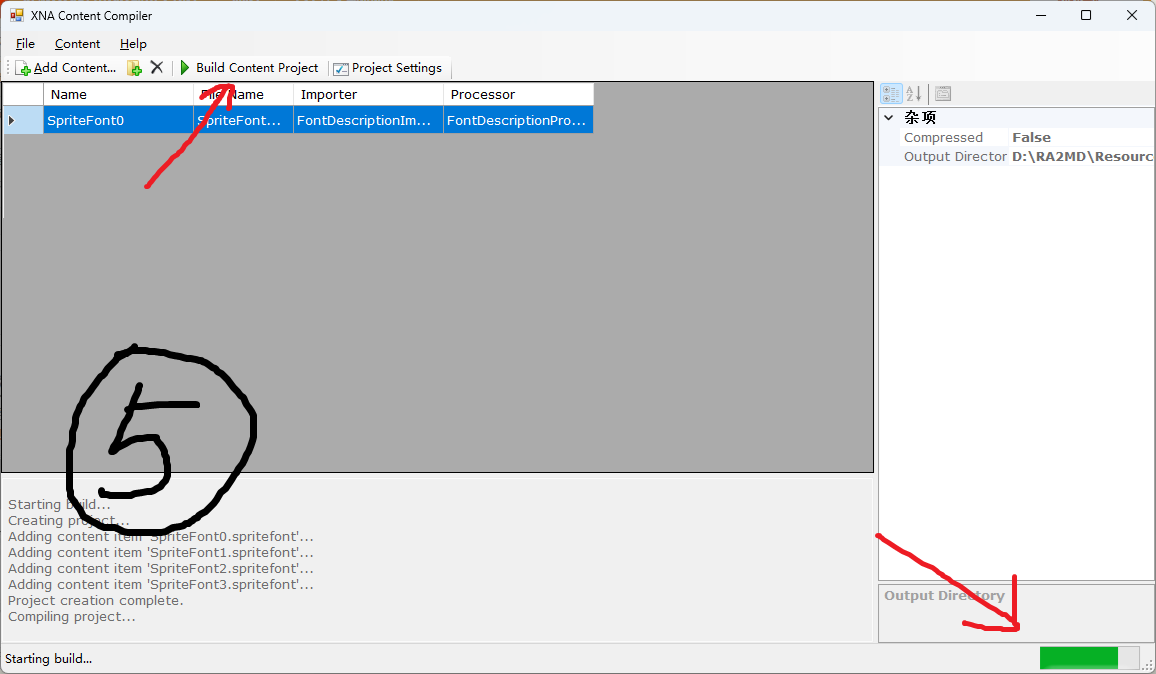 XNA Content Compiler
File Content Help
Add Content... Build Content Project Project Settings
Name File Name Importer Processor
SpriteFont0 SpriteFont... FontDescriptionIm... FontDescriptionPro...
杂项
Compressed False
Output Director D:\RA2MD\Resourc
5
Starting build...
Creating project...
Adding content item 'SpriteFont0.spritefont'...
Adding content item 'SpriteFont1.spritefont'...
Adding content item 'SpriteFont2.spritefont'...
Adding content item 'SpriteFont3.spritefont'...
Project creation complete.
Compiling project...
Output Directory
Starting build...